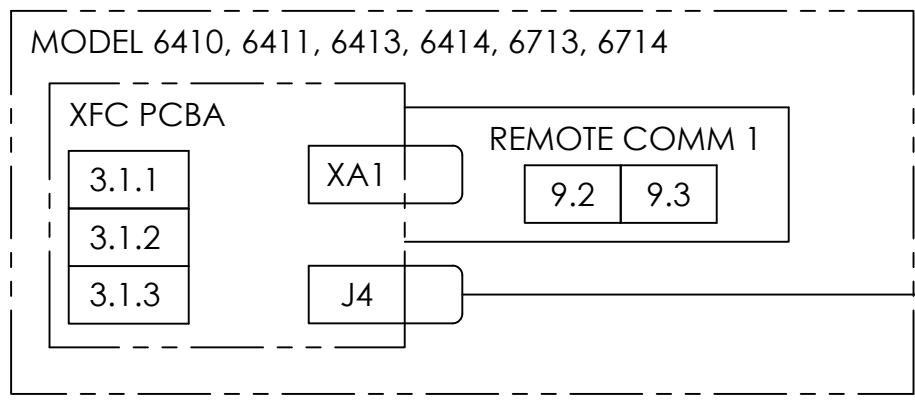 MODEL 6410, 6411, 6413, 6414, 6713, 6714
XFC PCBA
REMOTE COMM 1
3.1.1
XA1
9.2
9.3
3.1.2
3.1.3
J4